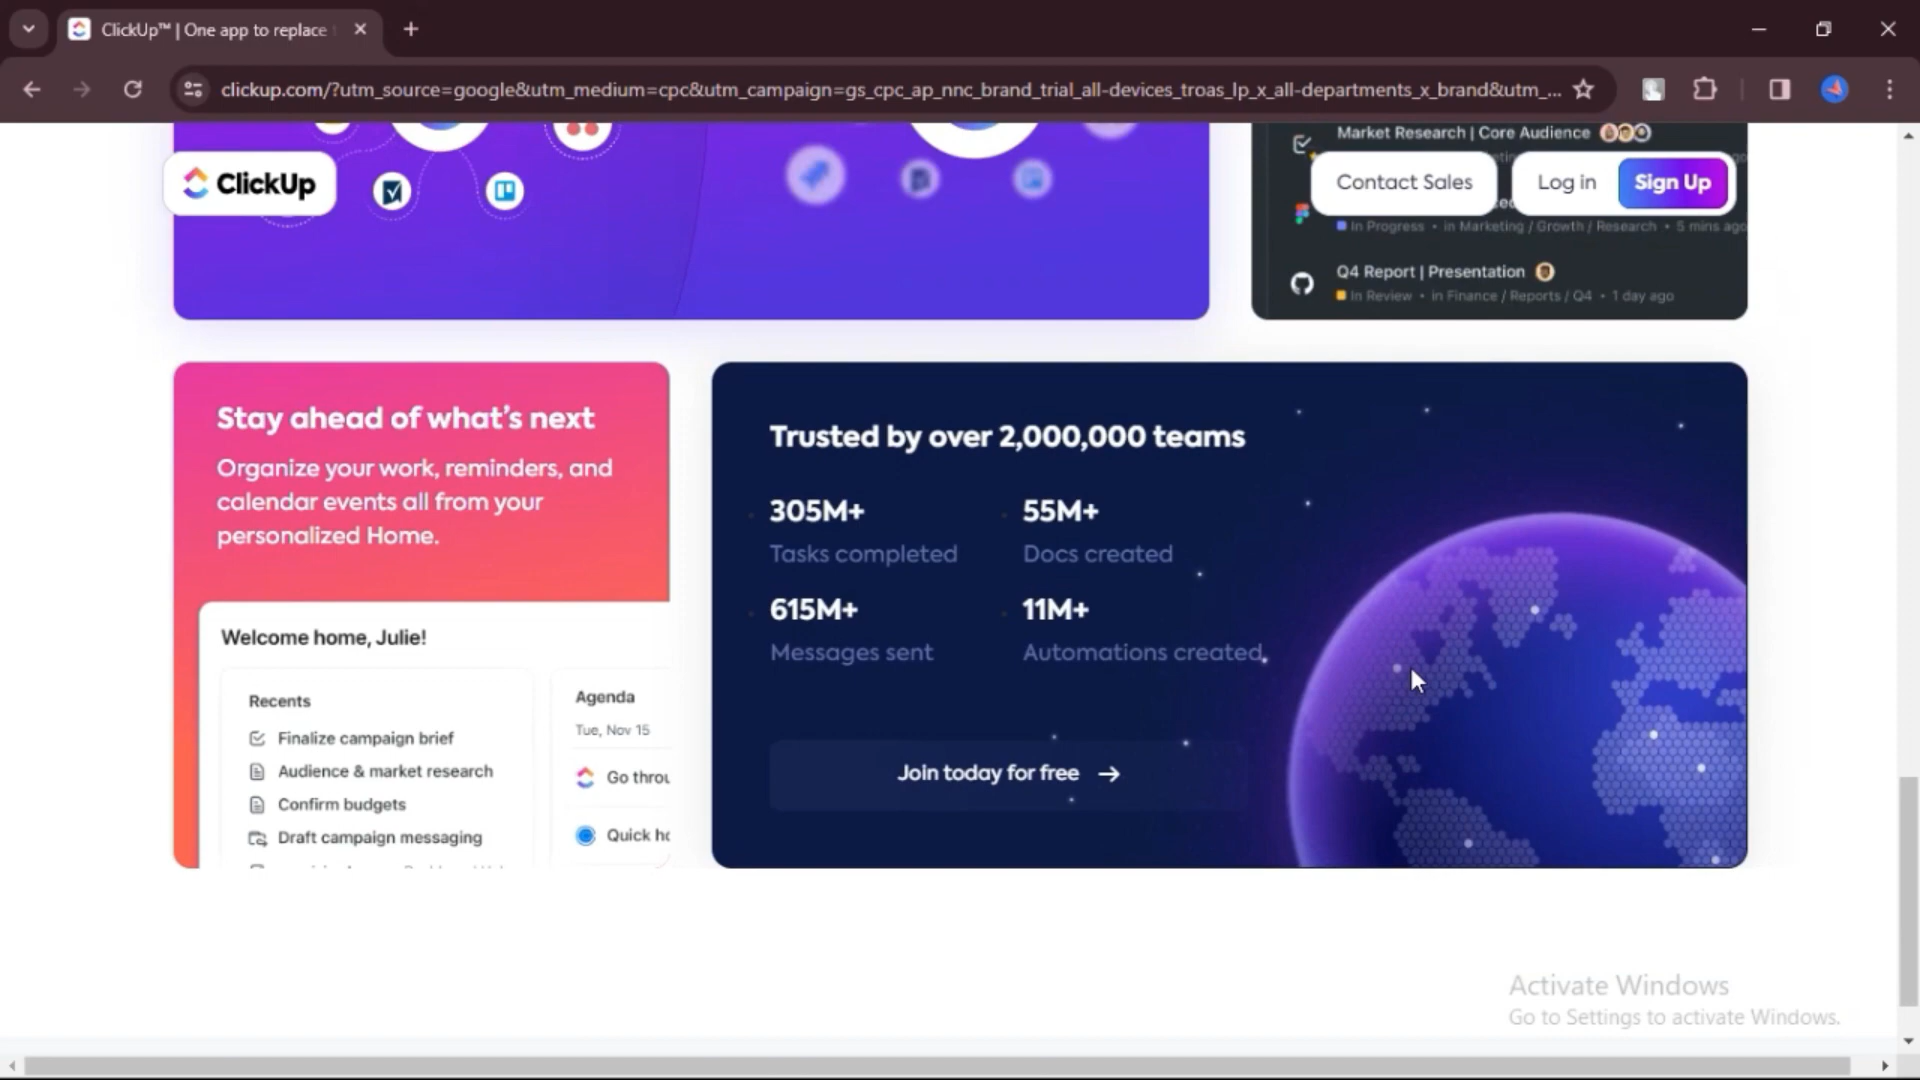 ClickUp™ | One app to replace
clickup.com/?utm_source=google&utm_medium=cpc&utm_campaign=gs_cpc_ap_nnc_brand_trial_all-devices_troas_lp_x_all-departments_x_brand&utm_...
ClickUp
Contact Sales
Log in
Sign Up
Market Research | Core Audience
In Progress • in Marketing / Growth / Research • 5 mins ago
Q4 Report | Presentation
In Review • in Finance / Reports / Q4 • 1 day ago
Stay ahead of what's next
Organize your work, reminders, and
calendar events all from your
personalized Home.
Welcome home, Julie!
Recents
Finalize campaign brief
Audience & market research
Confirm budgets
Draft campaign messaging
Agenda
Tue, Nov 15
Go throu
Quick ho
Trusted by over 2,000,000 teams
305M+
Tasks completed
55M+
Docs created
615M+
Messages sent
11M+
Automations created
Join today for free →
Activate Windows
Go to Settings to activate Windows.